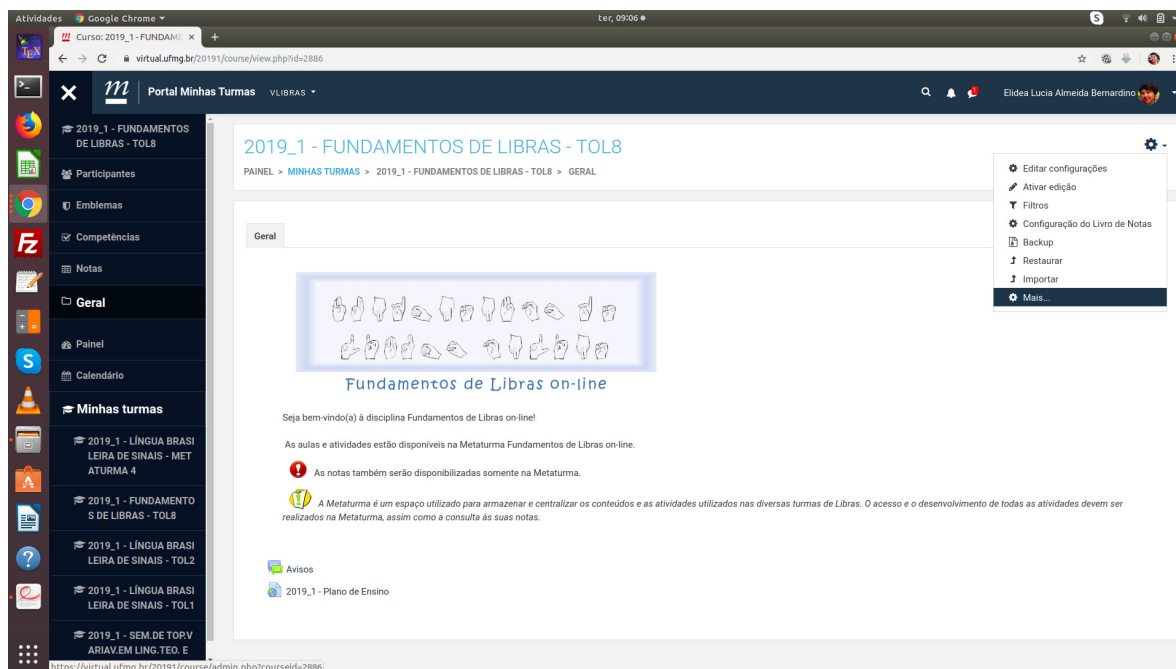 Atividades Google Chrome ter, 09:06
Curso: 2019_1 - FUNDAME
virtual.ufmg.br/20191/course/view.php?id=2886
Portal Minhas Turmas VLIBRAS Elidea Lucia Almeida Bernardino
2019_1 - FUNDAMENTOS
DE LIBRAS - TOL8
Participantes
Emblemas
Competências
Notas
Geral
Painel
Calendário
Minhas turmas
2019_1 - LÍNGUA BRASI
LEIRA DE SINAIS - MET
ATURMA 4
2019_1 - FUNDAMENTO
S DE LIBRAS - TOL8
2019_1 - LÍNGUA BRASI
LEIRA DE SINAIS - TOL2
2019_1 - LÍNGUA BRASI
LEIRA DE SINAIS - TOL1
2019_1 - SEM.DE TOP.V
ARIAV.EM LING.TEO. E
2019_1 - FUNDAMENTOS DE LIBRAS - TOL8
PAINEL > MINHAS TURMAS > 2019_1 - FUNDAMENTOS DE LIBRAS - TOL8 > GERAL
Editar configurações
Ativar edição
Filtros
Configuração do Livro de Notas
Backup
Restaurar
Importar
Mais...
Geral
Fundamentos de Libras on-line
Seja bem-vindo(a) à disciplina Fundamentos de Libras on-line!
As aulas e atividades estão disponíveis na Metaturma Fundamentos de Libras on-line.
As notas também serão disponibilizadas somente na Metaturma.
A Metaturma é um espaço utilizado para armazenar e centralizar os conteúdos e as atividades utilizados nas diversas turmas de Libras. O acesso e o desenvolvimento de todas as atividades devem ser
realizados na Metaturma, assim como a consulta às suas notas.
Avisos
2019_1 - Plano de Ensino
https://virtual.ufmg.br/20191/course/admin.php?courseid=2886